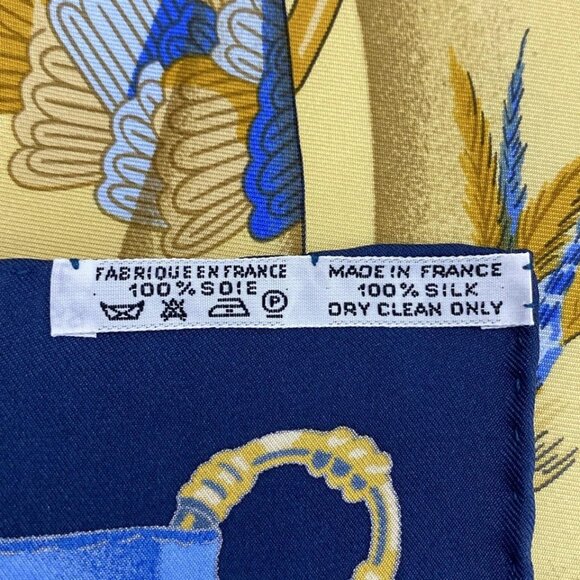 FABRIQUE EN FRANCE
100% SOIE
P
MADE IN FRANCE
100% SILK
DRY CLEAN ONLY